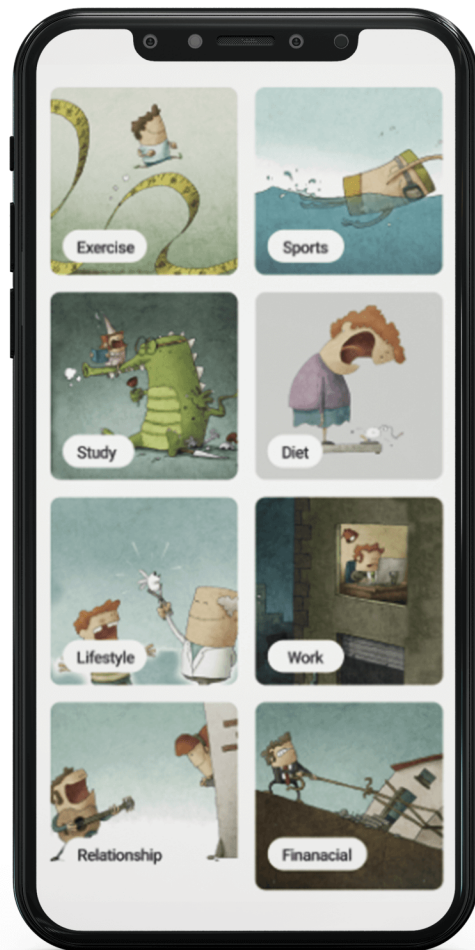 Exercise
Sports
Study
Diet
Lifestyle
Work
Relationship
Finanacial